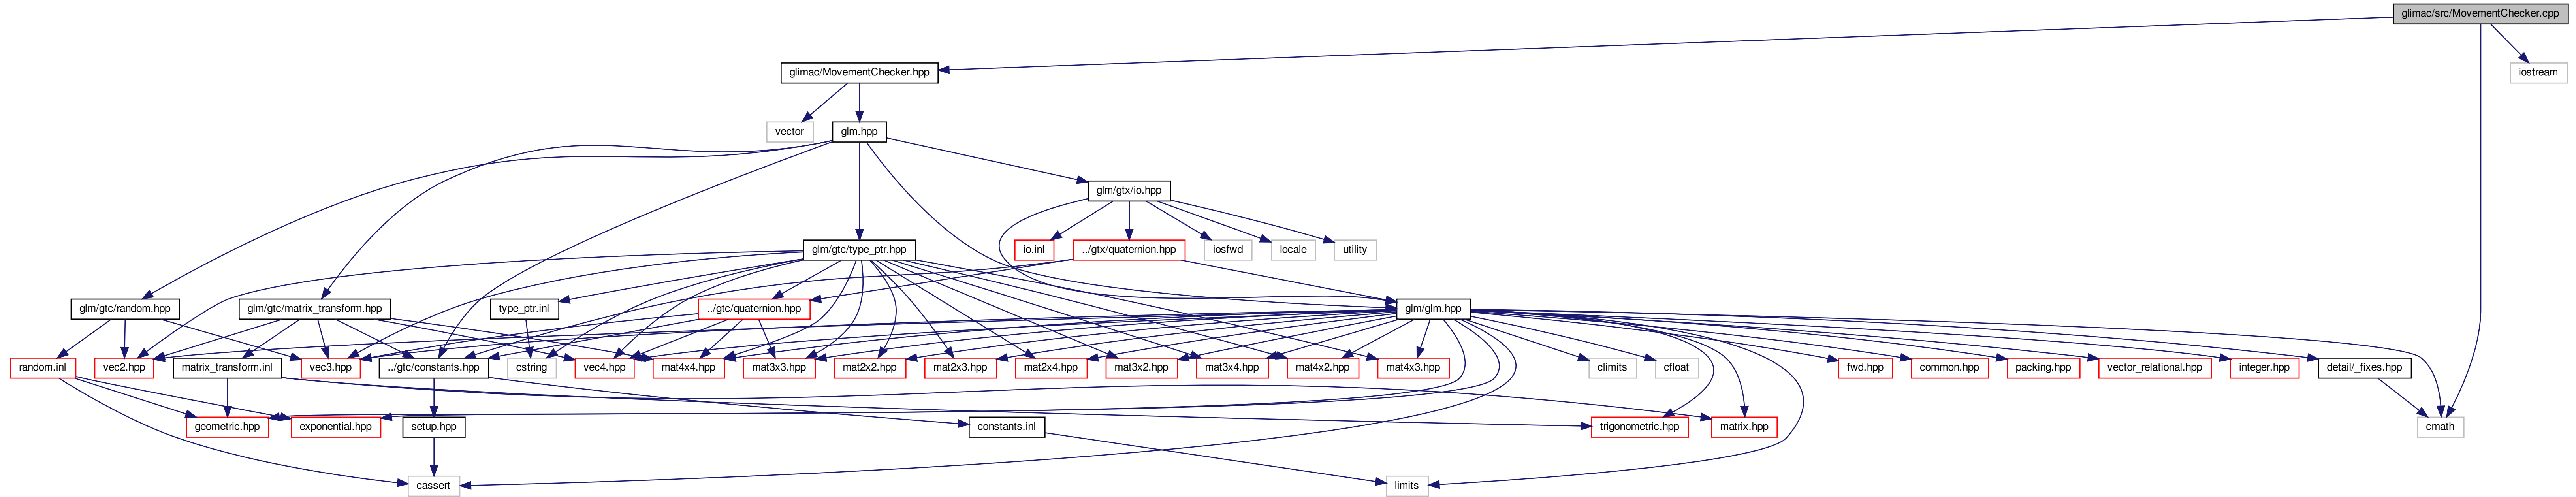 glimac/src/MovementChecker.cpp
glimac/MovementChecker.hpp
iostream
vector
glm.hpp
glm/gtx/io.hpp
glm/gtc/type_ptr.hpp
io.inl
../gtx/quaternion.hpp
iosfwd
locale
utility
glm/gtc/random.hpp
glm/gtc/matrix_transform.hpp
type_ptr.inl
../gtc/quaternion.hpp
glm/glm.hpp
random.inl
vec2.hpp
matrix_transform.inl
vec3.hpp
../gtc/constants.hpp
cstring
vec4.hpp
mat4x4.hpp
mat3x3.hpp
mat2x2.hpp
mat2x3.hpp
mat2x4.hpp
mat3x2.hpp
mat3x4.hpp
mat4x2.hpp
mat4x3.hpp
climits
cfloat
fwd.hpp
common.hpp
packing.hpp
vector_relational.hpp
integer.hpp
detail/_fixes.hpp
geometric.hpp
exponential.hpp
setup.hpp
constants.inl
trigonometric.hpp
matrix.hpp
cmath
cassert
limits